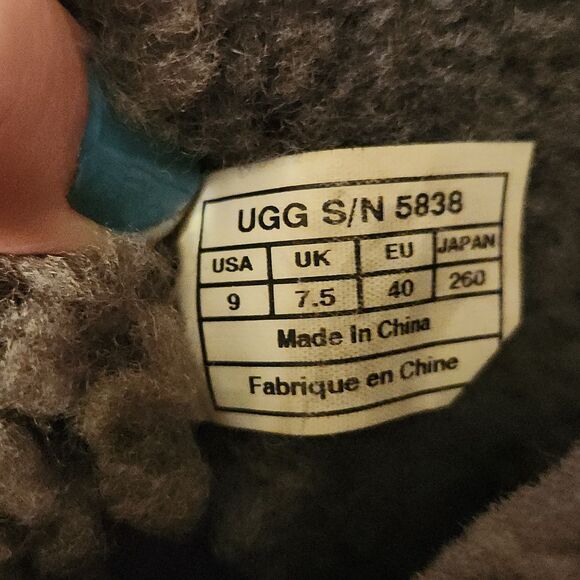 UGG S/N 5838
USA UK EU JAPAN
9 7.5 40 260
Made In China
Fabrique en Chine